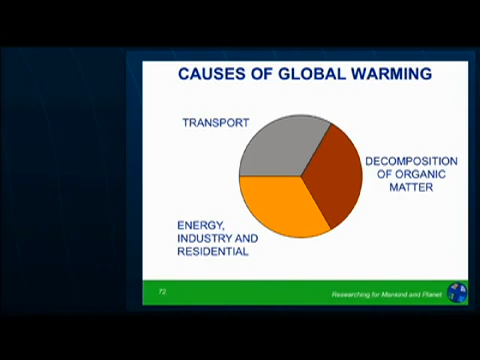 CAUSES OF GLOBAL WARMING
TRANSPORT
DECOMPOSITION
OF ORGANIC
MATTER
ENERGY,
INDUSTRY AND
RESIDENTIAL
72
Researching for Mankind and Planet